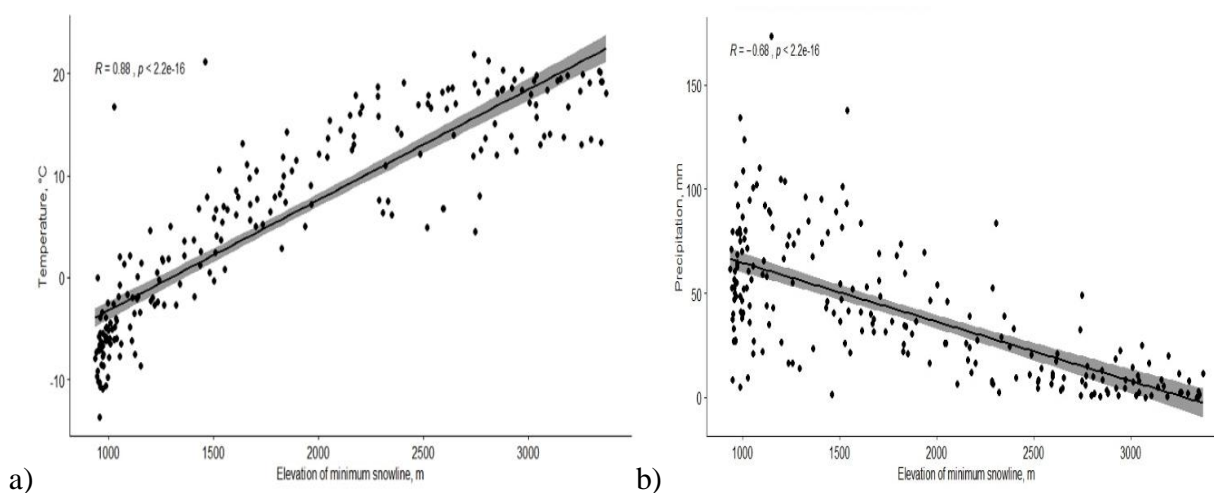 R = 0.88 , p < 2.2e-16
20
10
0
-10
Temperature, °C
1000 1500 2000 2500 3000
Elevation of minimum snowline, m
a)
R = −0.68 , p < 2.2e-16
150
100
50
0
Precipitation, mm
1000 1500 2000 2500 3000
Elevation of minimum snowline, m
b)